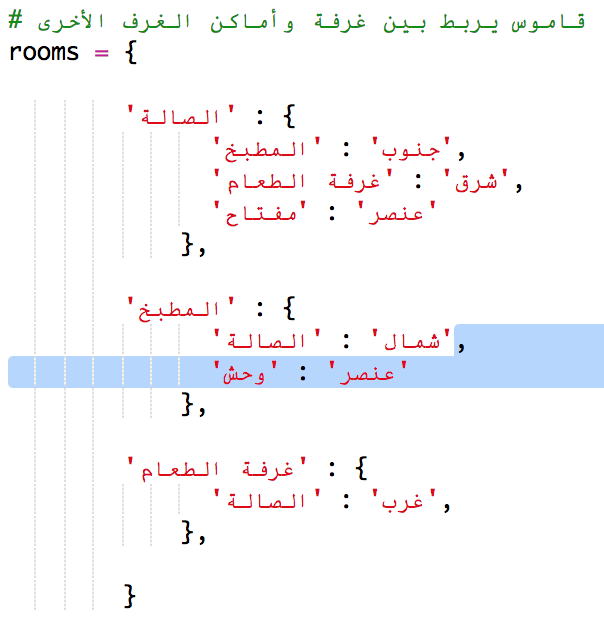 # قاموس يربط بين غرفة وأماكن الغرف الأخرى
rooms = {
'الصالة' : {
'جنوب' : 'المطبخ',
'شرق' : 'غرفة الطعام',
'عنصر' : 'مفتاح'
},
'المطبخ' : {
'شمال' : 'الصالة',
'عنصر' : 'وحش'
},
'غرفة الطعام' : {
'غرب' : 'الصالة',
},
}